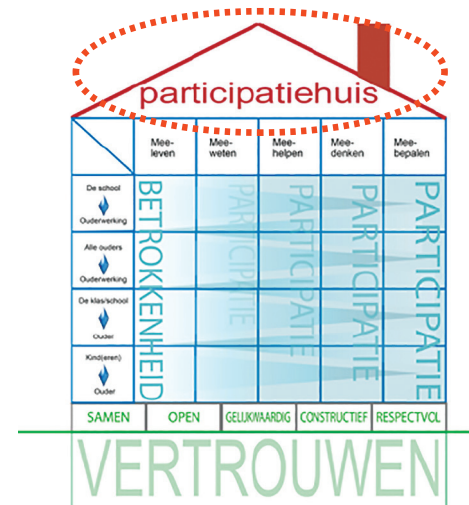 participatiehuis
Mee-
leven
Mee-
weten
Mee-
helpen
Mee-
denken
Mee-
bepalen
De school
Ouderwerking
Alle ouders
Ouderwerking
De klas/school
Ouder
Kind(eren)
Ouder
BETROKKENHEID
PARTICIPATIE
PARTICIPATIE
PARTICIPATIE
PARTICIPATIE
SAMEN
OPEN
GELIJKWAARDIG
CONSTRUCTIEF
RESPECTVOL
VERTROUWEN